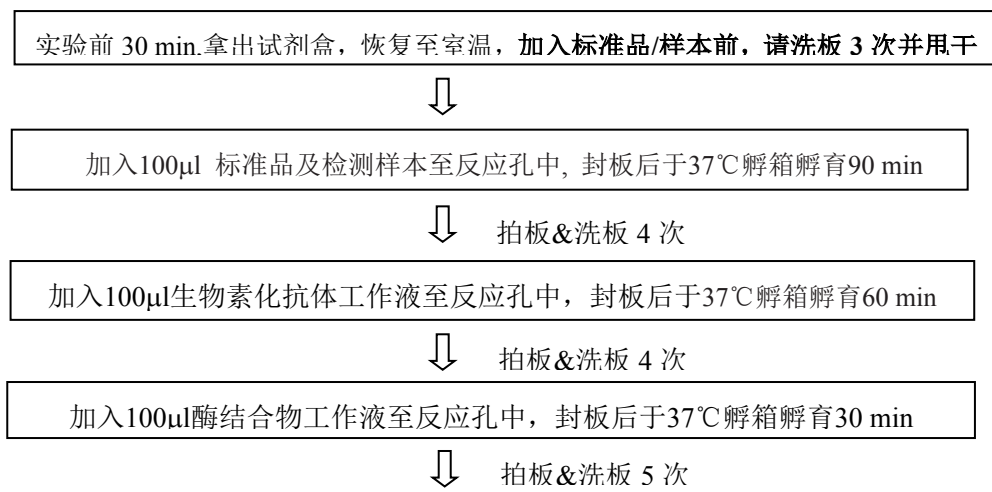 实验前 30 min.拿出试剂盒，恢复至室温，加入标准品/样本前，请洗板 3 次并用于
加入100μl 标准品及检测样本至反应孔中, 封板后于37℃孵箱孵育90 min
拍板&洗板 4 次
加入100μl生物素化抗体工作液至反应孔中，封板后于37℃孵箱孵育60 min
拍板&洗板 4 次
加入100μl酶结合物工作液至反应孔中，封板后于37℃孵箱孵育30 min
拍板&洗板 5 次